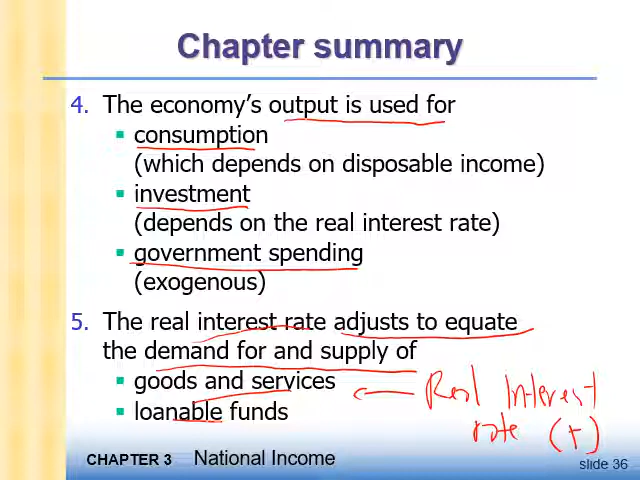 Chapter summary
4. The economy's output is used for
▪ consumption
(which depends on disposable income)
▪ investment
(depends on the real interest rate)
▪ government spending
(exogenous)
5. The real interest rate adjusts to equate
the demand for and supply of
▪ goods and services
▪ loanable funds
Real Interest
rate (r)
CHAPTER 3 National Income
slide 36